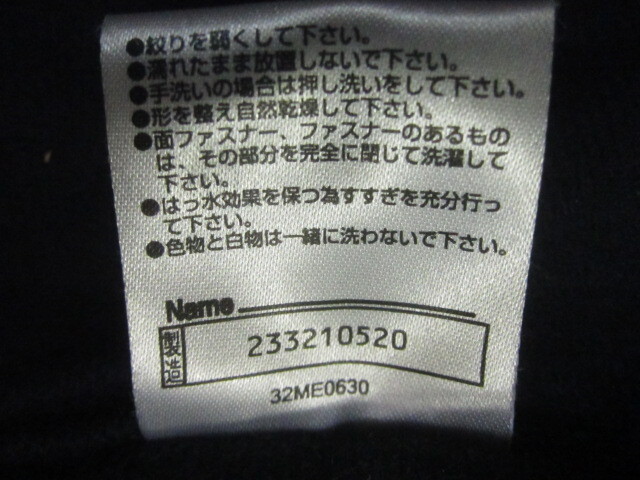 ●絞りを弱くして下さい。
●濡れたまま放置しないで下さい。
●手洗いの場合は押し洗いをして下さい。
●形を整え自然乾燥して下さい。
●面ファスナー、ファスナーのあるもの
は、その部分を完全に閉じて洗濯して
下さい。
●はっ水効果を保つ為すすぎを充分行っ
て下さい。
●色物と白物は一緒に洗わないで下さい。
Name
製造 233210520
32ME0630